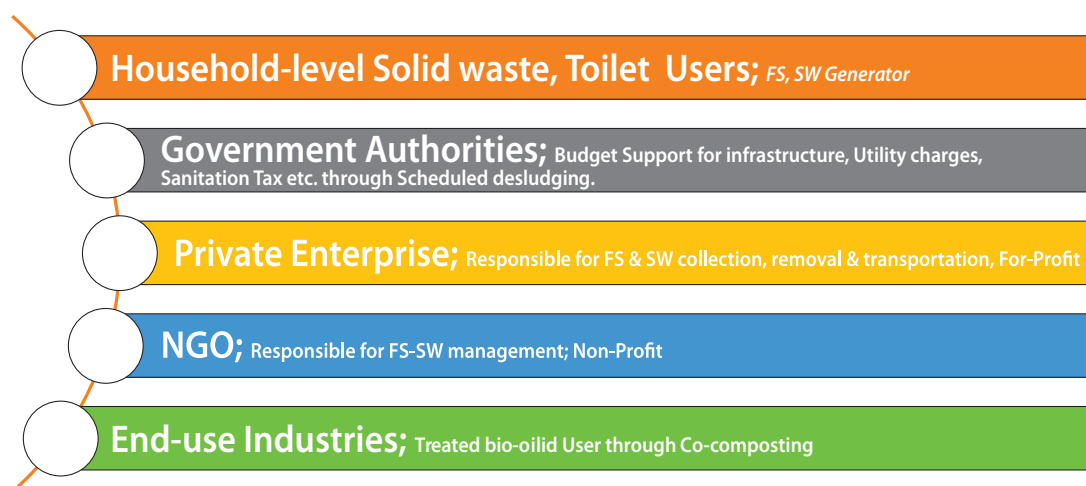 Household-level Solid waste, Toilet Users; FS, SW Generator
Government Authorities; Budget Support for infrastructure, Utility charges,
Sanitation Tax etc. through Scheduled desludging.
Private Enterprise; Responsible for FS & SW collection, removal & transportation, For-Profit
NGO; Responsible for FS-SW management; Non-Profit
End-use Industries; Treated bio-oilid User through Co-composting